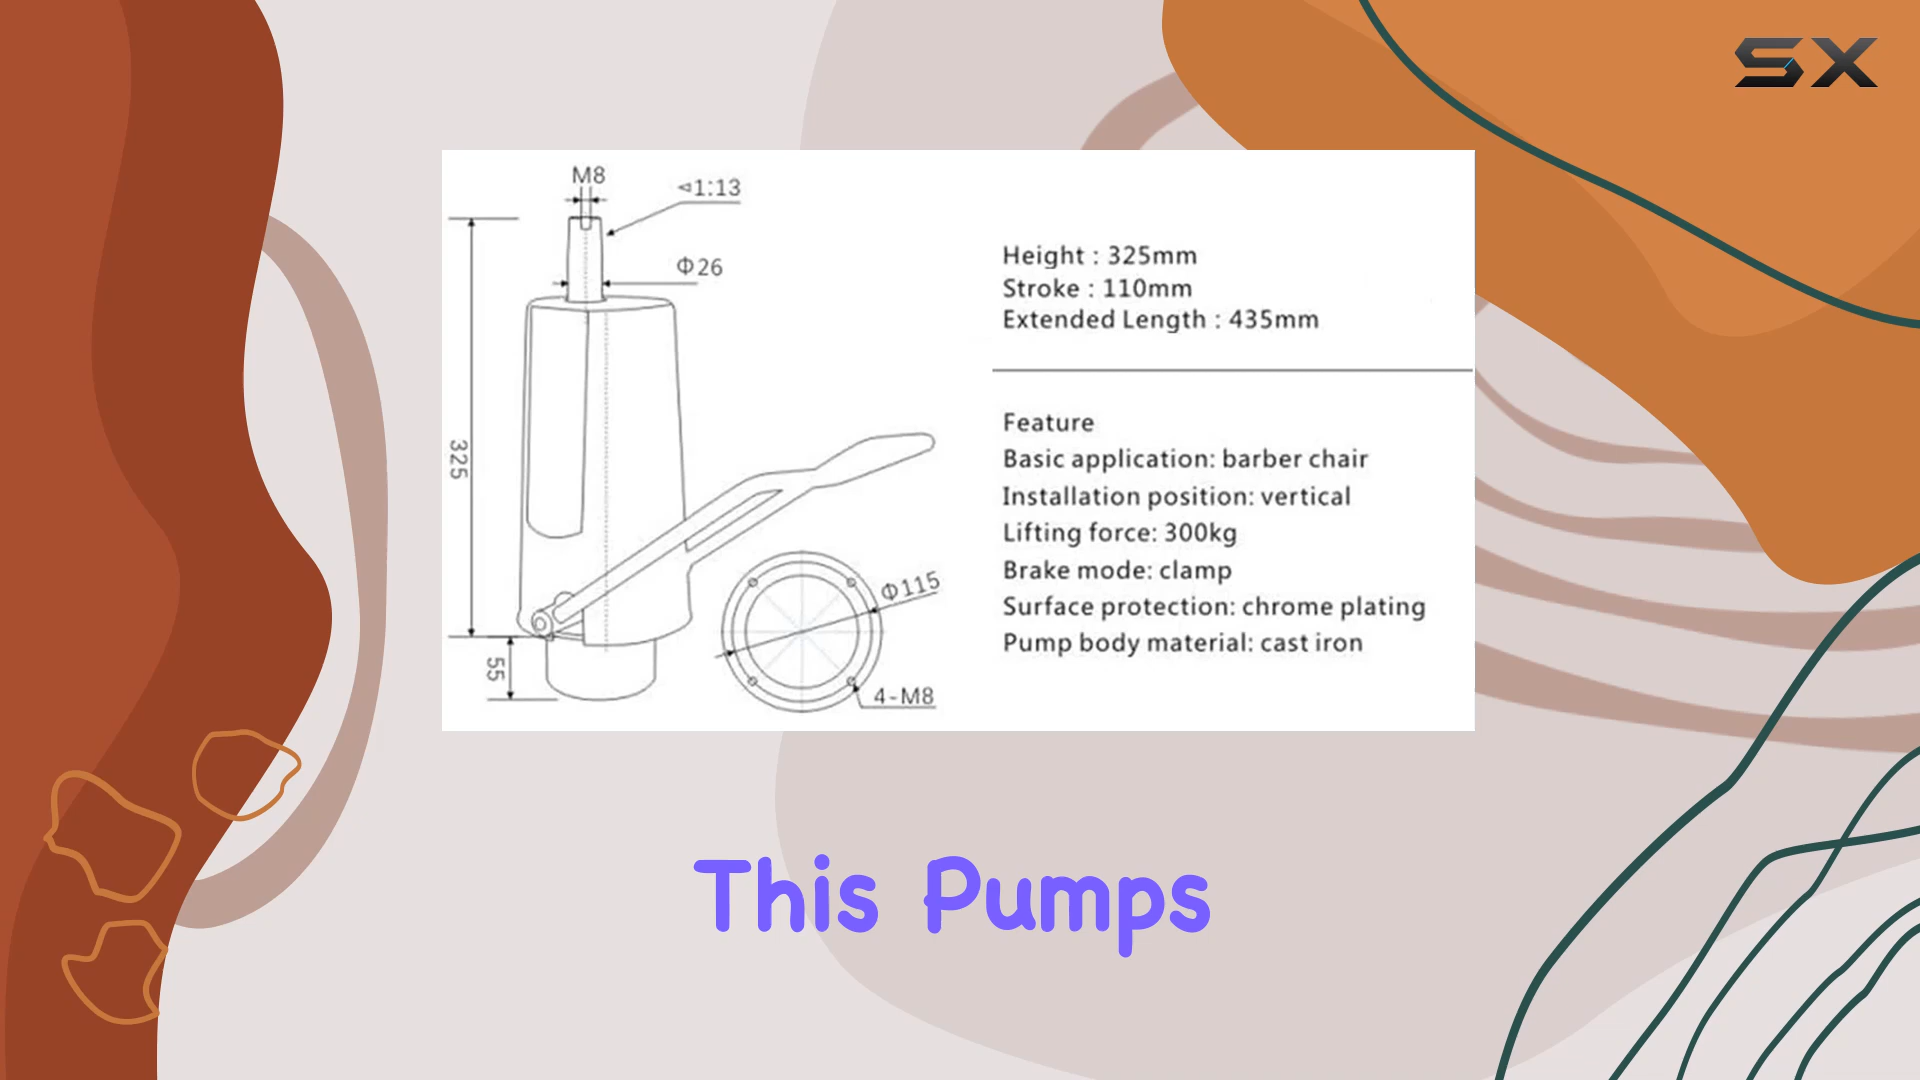 SX
M8
⊲1:13
Φ26
325
55
Φ115
4-M8
Height : 325mm
Stroke : 110mm
Extended Length : 435mm
Feature
Basic application: barber chair
Installation position: vertical
Lifting force: 300kg
Brake mode: clamp
Surface protection: chrome plating
Pump body material: cast iron
This Pumps